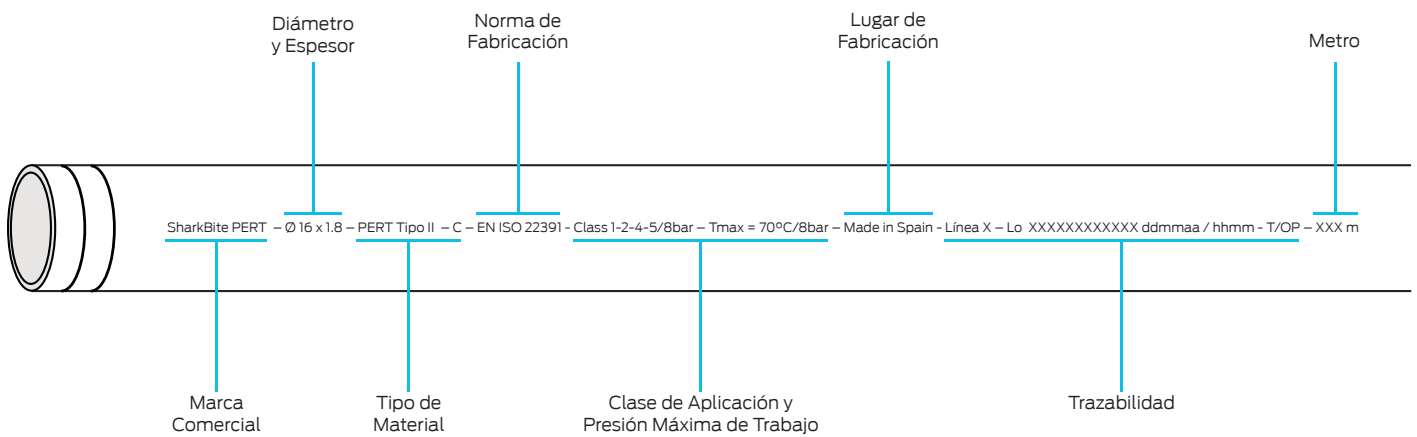 Diámetro
y Espesor
Norma de
Fabricación
Lugar de
Fabricación
Metro
SharkBite PERT – Ø 16 x 1.8 – PERT Tipo II – C – EN ISO 22391 - Class 1-2-4-5/8bar – Tmax = 70ºC/8bar – Made in Spain - Línea X – Lo XXXXXXXXXXXX ddmmaa / hhmm - T/OP – XXX m
Marca
Comercial
Tipo de
Material
Clase de Aplicación y
Presión Máxima de Trabajo
Trazabilidad